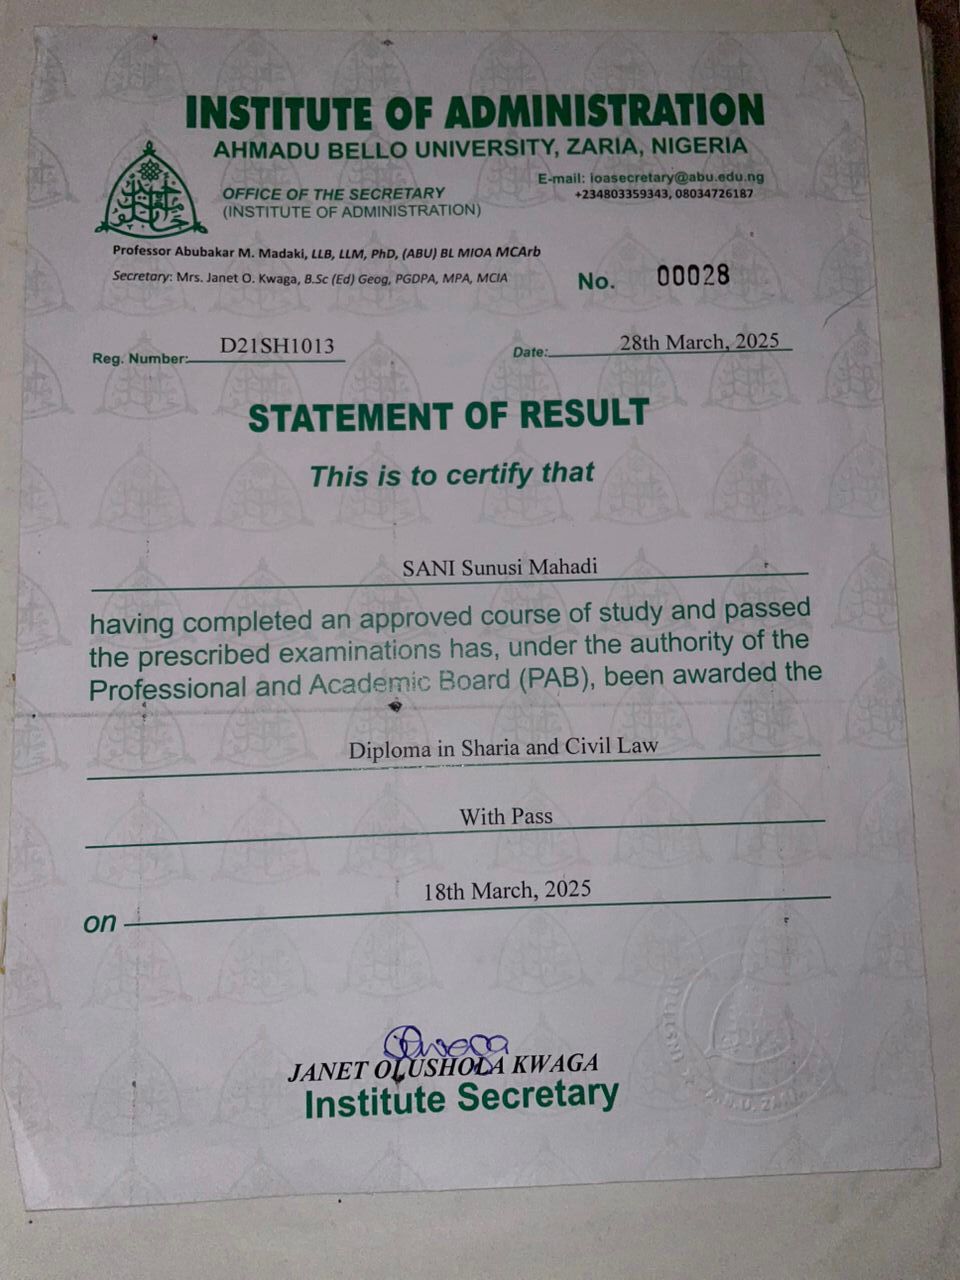 INSTITUTE OF ADMINISTRATION
AHMADU BELLO UNIVERSITY, ZARIA, NIGERIA
OFFICE OF THE SECRETARY
(INSTITUTE OF ADMINISTRATION)
E-mail: ioasecretary@abu.edu.ng
+234803359343, 08034726187
Professor Abubakar M. Madaki, LLB, LLM, PhD, (ABU) BL MIOA MCArb
Secretary: Mrs. Janet O. Kwaga, B.Sc (Ed) Geog, PGDPA, MPA, MCIA
No. 00028
Reg. Number: D21SH1013
Date: 28th March, 2025
STATEMENT OF RESULT
This is to certify that
SANI Sunusi Mahadi
having completed an approved course of study and passed
the prescribed examinations has, under the authority of the
Professional and Academic Board (PAB), been awarded the
Diploma in Sharia and Civil Law
With Pass
on 18th March, 2025
JANET OLUSHOLA KWAGA
Institute Secretary